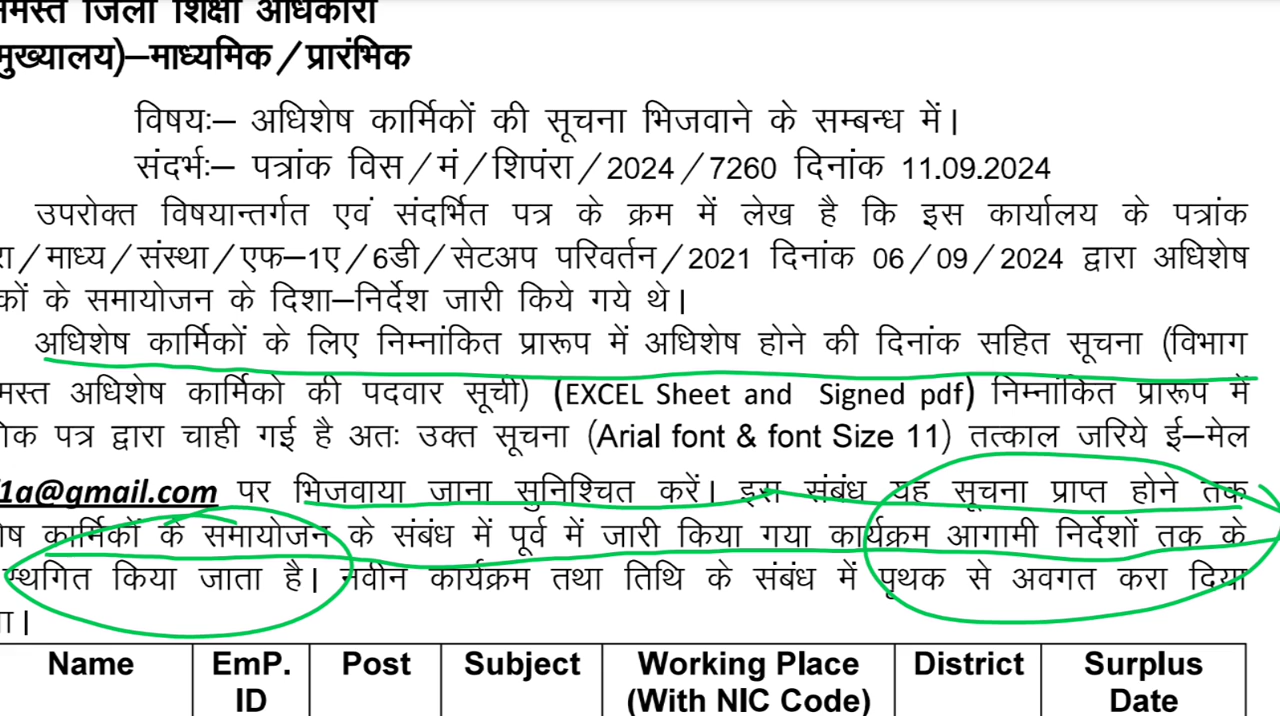 समस्त जिला शिक्षा अधिकारी
मुख्यालय)–माध्यमिक/प्रारंभिक
विषयः– अधिशेष कार्मिकों की सूचना भिजवाने के सम्बन्ध में।
संदर्भः– पत्रांक विस/मं/शिपंरा/2024/7260 दिनांक 11.09.2024
उपरोक्त विषयान्तर्गत एवं संदर्भित पत्र के क्रम में लेख है कि इस कार्यालय के पत्रांक
रा/माध्य/संस्था/एफ–1ए/6डी/सेटअप परिवर्तन/2021 दिनांक 06/09/2024 द्वारा अधिशेष
कों के समायोजन के दिशा–निर्देश जारी किये गये थे।
अधिशेष कार्मिकों के लिए निम्नांकित प्रारूप में अधिशेष होने की दिनांक सहित सूचना (विभाग
मस्त अधिशेष कार्मिको की पदवार सूची) (EXCEL Sheet and Signed pdf) निम्नांकित प्रारूप में
िक पत्र द्वारा चाही गई है अतः उक्त सूचना (Arial font & font Size 11) तत्काल जरिये ई–मेल
1a@gmail.com पर भिजवाया जाना सुनिश्चित करें। इस संबंध यह सूचना प्राप्त होने तक
ोष कार्मिकों के समायोजन के संबंध में पूर्व में जारी किया गया कार्यक्रम आगामी निर्देशों तक के
स्थगित किया जाता है। नवीन कार्यक्रम तथा तिथि के संबंध में पृथक से अवगत करा दिया
ा।
Name EmP. ID Post Subject Working Place (With NIC Code) District Surplus Date